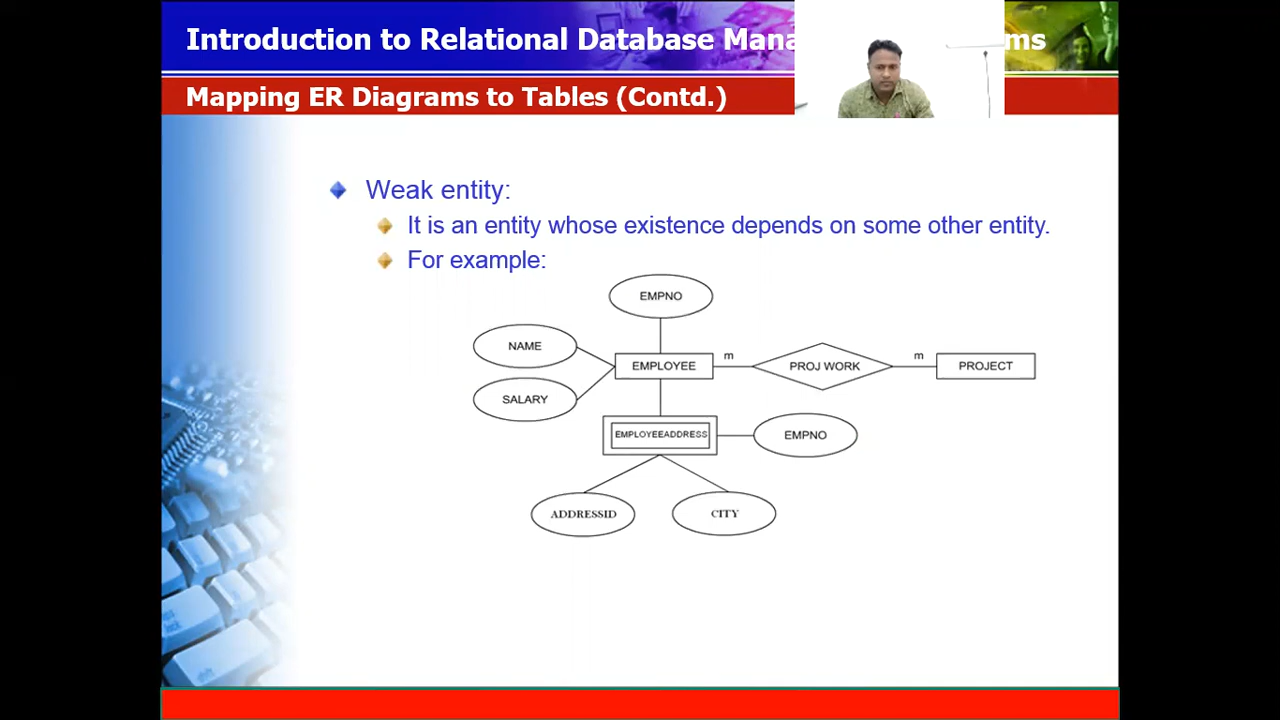 Introduction to Relational Database Mana ms
Mapping ER Diagrams to Tables (Contd.)
Weak entity:
It is an entity whose existence depends on some other entity.
For example:
EMPNO
NAME
EMPLOYEE
m
PROJ WORK
m
PROJECT
SALARY
EMPLOYEEADDRESS
EMPNO
ADDRESSID
CITY